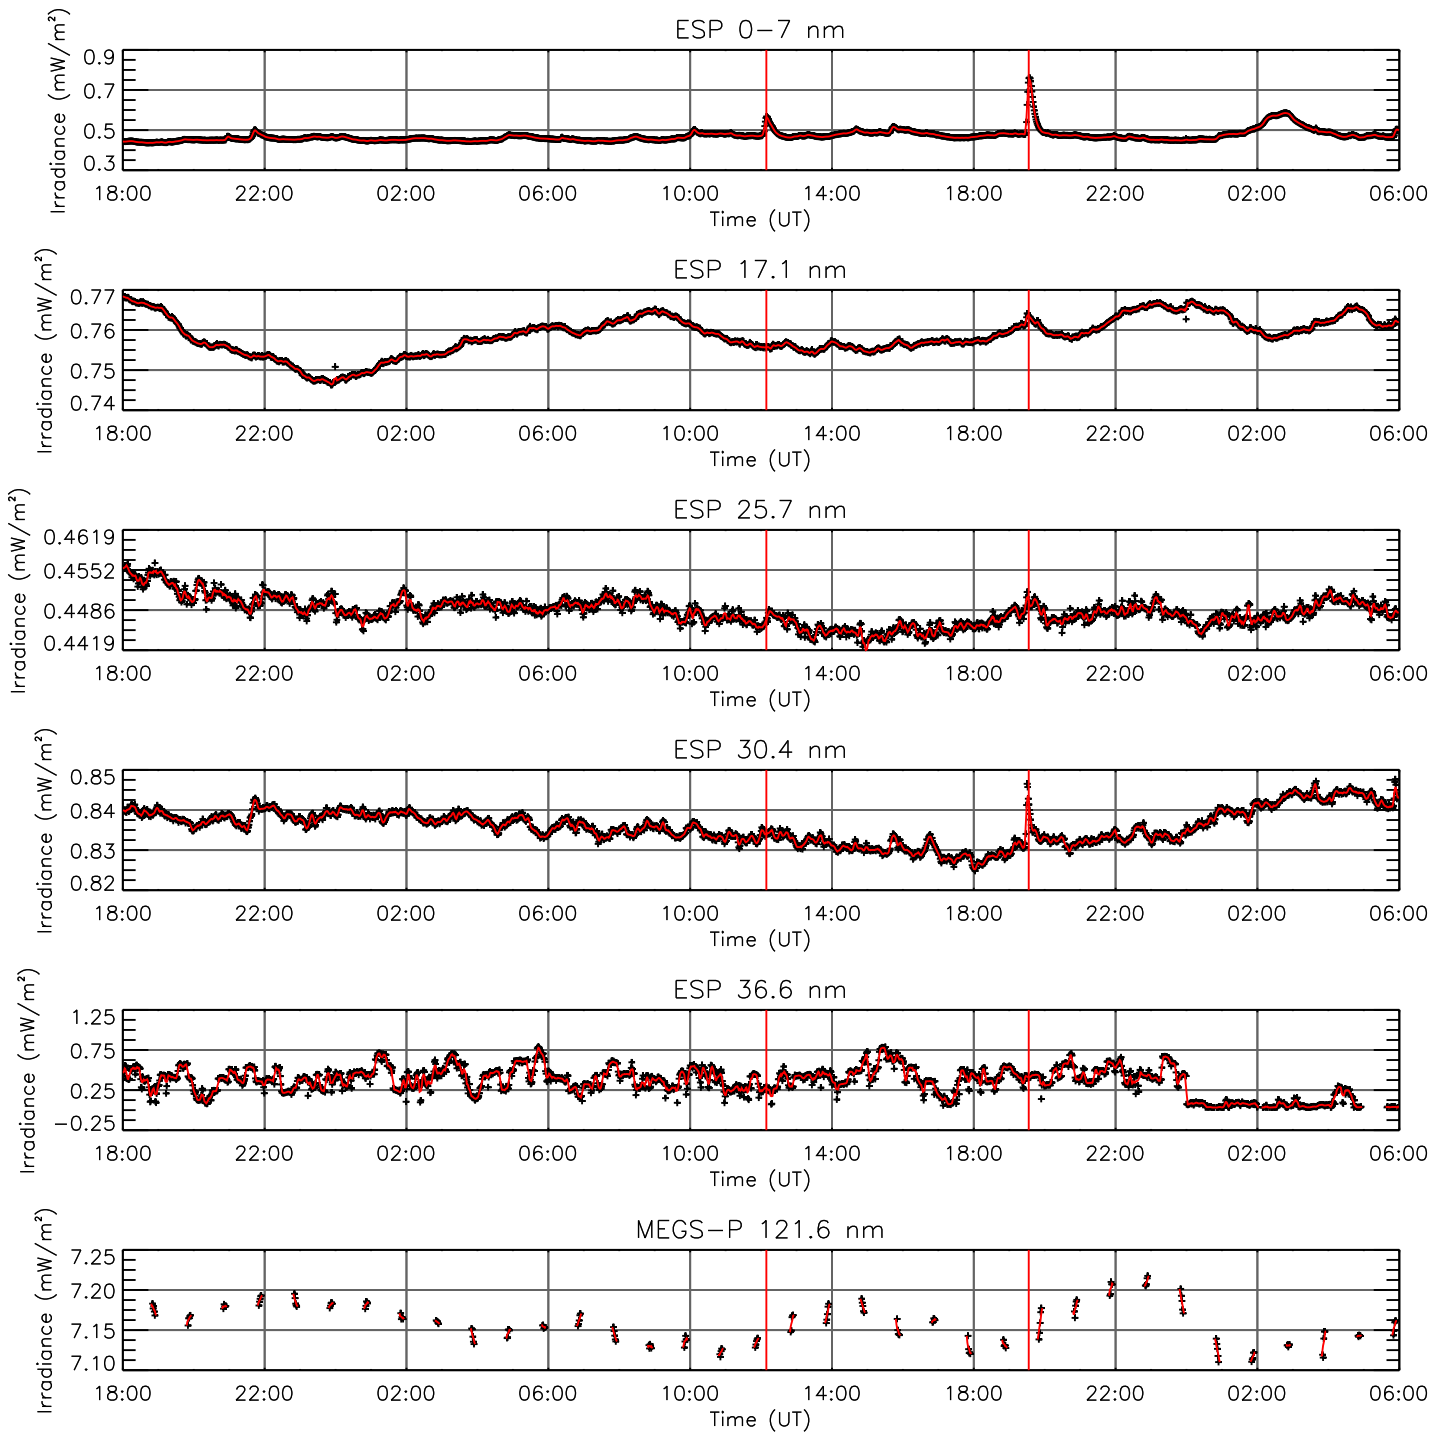 ESP 0-7 nm
Irradiance (mW/m²)
0.9
0.7
0.5
0.3
18:00 22:00 02:00 06:00 10:00 14:00 18:00 22:00 02:00 06:00
Time (UT)
ESP 17.1 nm
Irradiance (mW/m²)
0.77
0.76
0.75
0.74
18:00 22:00 02:00 06:00 10:00 14:00 18:00 22:00 02:00 06:00
Time (UT)
ESP 25.7 nm
Irradiance (mW/m²)
0.4619
0.4552
0.4486
0.4419
18:00 22:00 02:00 06:00 10:00 14:00 18:00 22:00 02:00 06:00
Time (UT)
ESP 30.4 nm
Irradiance (mW/m²)
0.85
0.84
0.83
0.82
18:00 22:00 02:00 06:00 10:00 14:00 18:00 22:00 02:00 06:00
Time (UT)
ESP 36.6 nm
Irradiance (mW/m²)
1.25
0.75
0.25
-0.25
18:00 22:00 02:00 06:00 10:00 14:00 18:00 22:00 02:00 06:00
Time (UT)
MEGS-P 121.6 nm
Irradiance (mW/m²)
7.25
7.20
7.15
7.10
18:00 22:00 02:00 06:00 10:00 14:00 18:00 22:00 02:00 06:00
Time (UT)